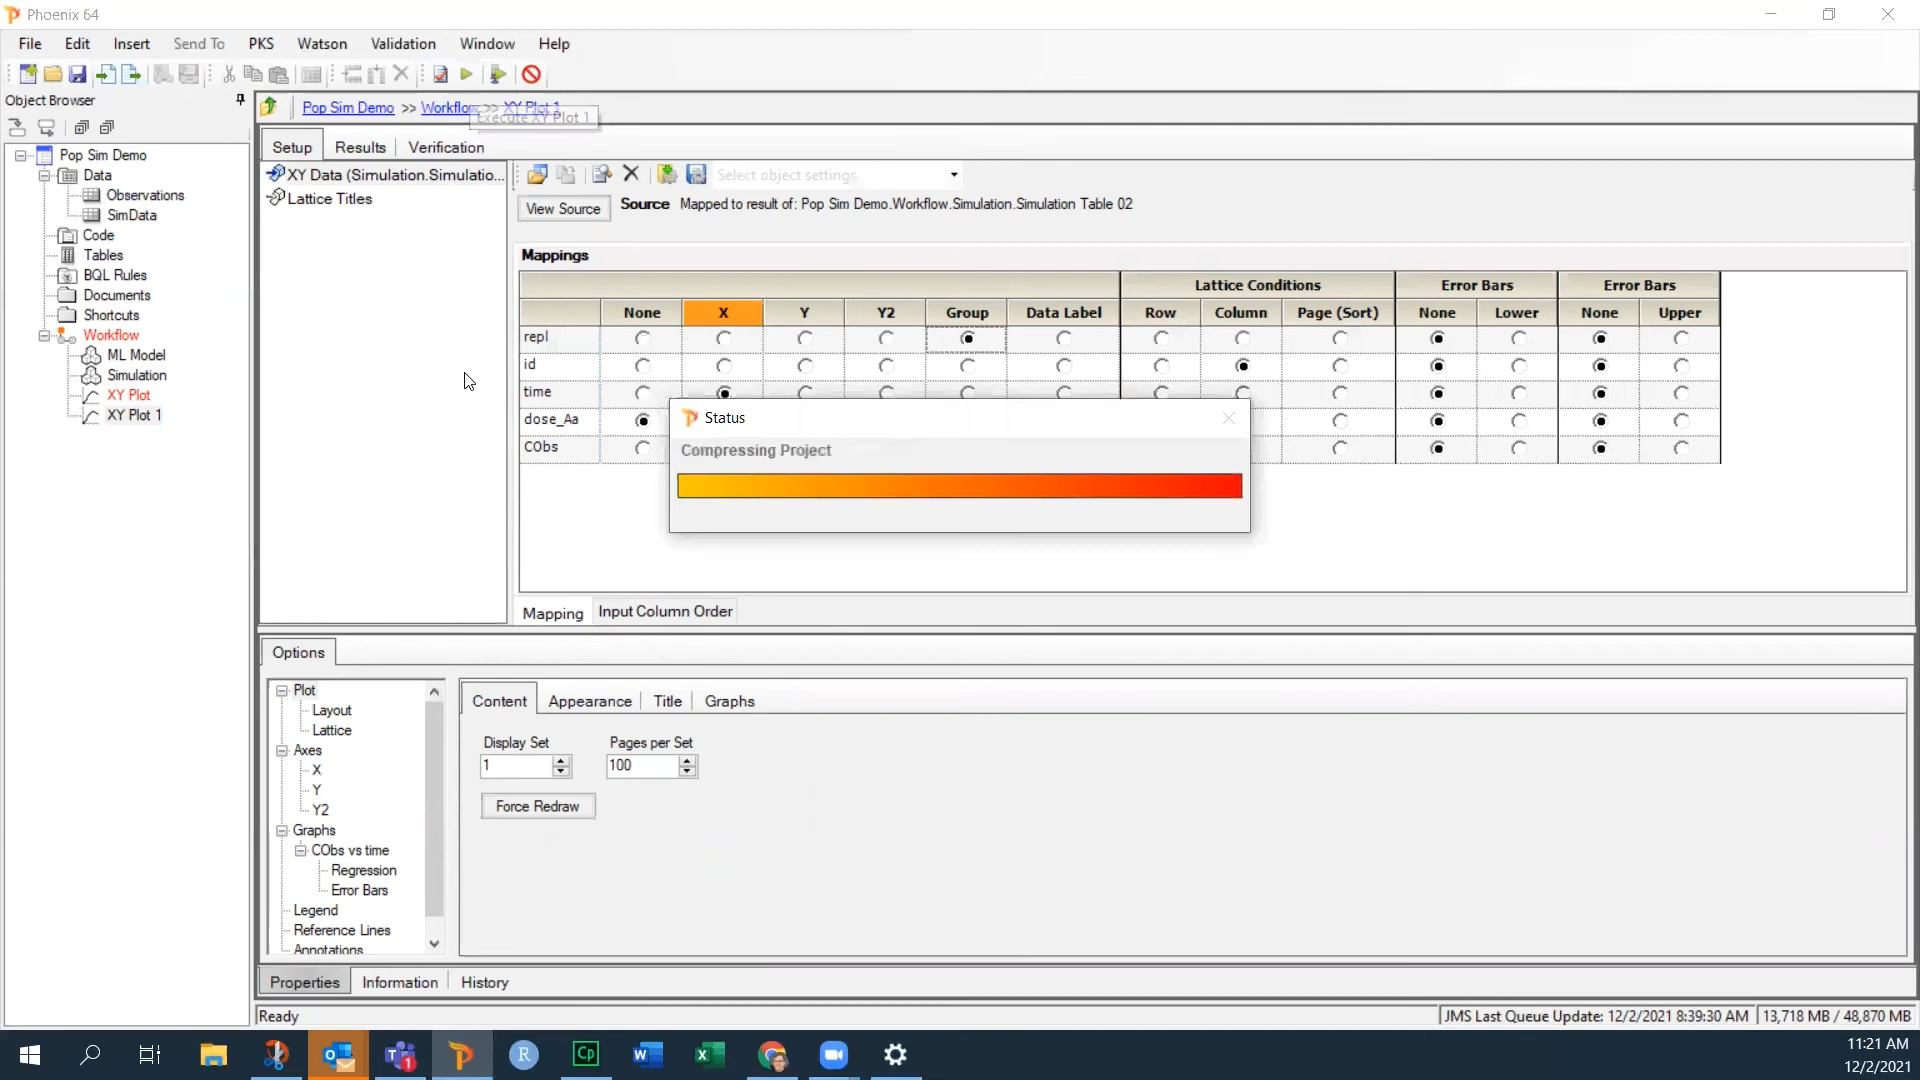 Phoenix 64
File Edit Insert Send To PKS Watson Validation Window Help
Object Browser
Pop Sim Demo >> Workflow >> XY Plot 1
Execute XY Plot 1
Pop Sim Demo
Data
Observations
SimData
Code
Tables
BQL Rules
Documents
Shortcuts
Workflow
ML Model
Simulation
XY Plot
XY Plot 1
Setup Results Verification
XY Data (Simulation.Simulatio...
Lattice Titles
Select object settings
View Source Source Mapped to result of: Pop Sim Demo.Workflow.Simulation.Simulation Table 02
Mappings
Lattice Conditions Error Bars Error Bars
None X Y Y2 Group Data Label Row Column Page (Sort) None Lower None Upper
repl
id
time
dose_Aa
CObs
Status
Compressing Project
Mapping Input Column Order
Options
Plot
Layout
Lattice
Axes
X
Y
Y2
Graphs
CObs vs time
Regression
Error Bars
Legend
Reference Lines
Annotations
Content Appearance Title Graphs
Display Set Pages per Set
1 100
Force Redraw
Properties Information History
Ready JMS Last Queue Update: 12/2/2021 8:39:30 AM 13,718 MB / 48,870 MB
11:21 AM
12/2/2021